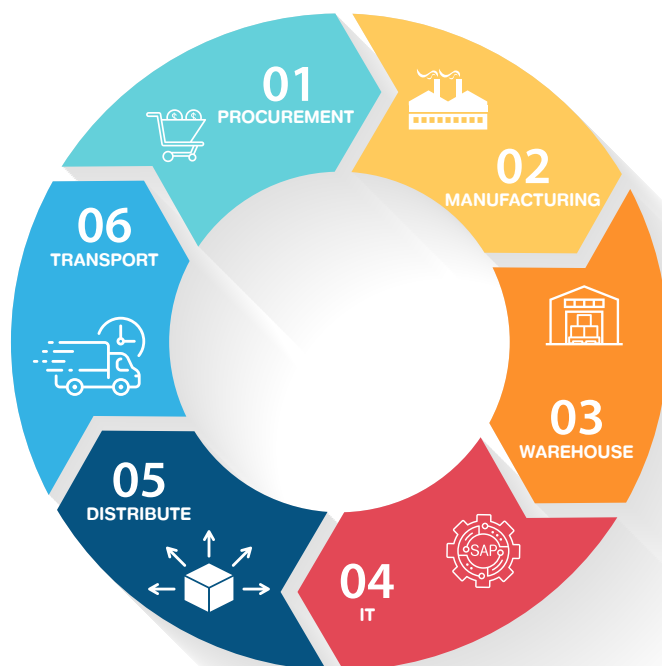 01
PROCUREMENT
02
MANUFACTURING
03
WAREHOUSE
04
IT
SAP
05
DISTRIBUTE
06
TRANSPORT